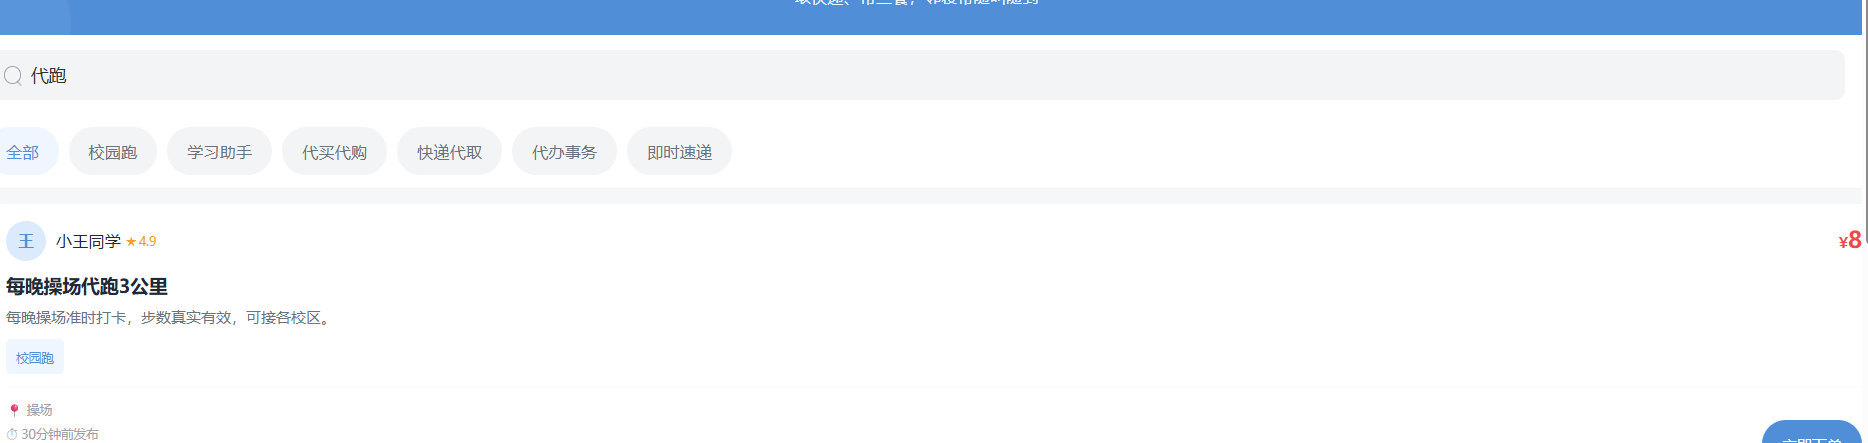 代跑
全部 校园跑 学习助手 代买代购 快递代取 代办事务 即时速递
王 小王同学 ★4.9 ¥8
每晚操场代跑3公里
每晚操场准时打卡，步数真实有效，可接各校区。
校园跑
操场
30分钟前发布